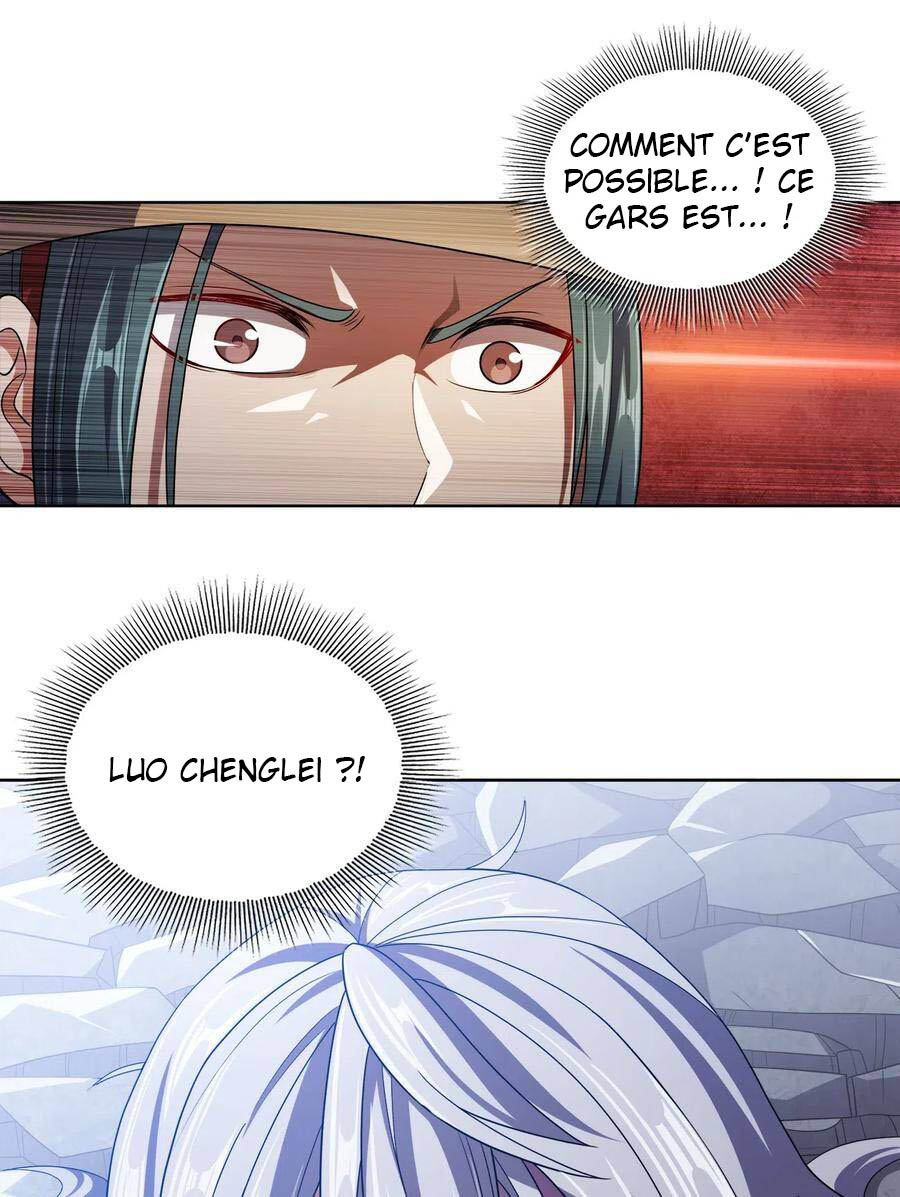 COMMENT C'EST
POSSIBLE... ! CE
GARS EST... !
LUO CHENGLEI ?!